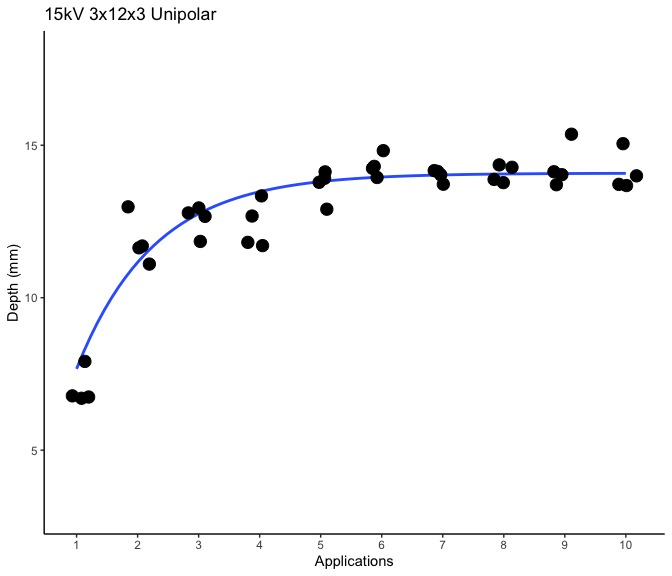 15kV 3x12x3 Unipolar
Depth (mm)
15
10
5
1 2 3 4 5 6 7 8 9 10
Applications